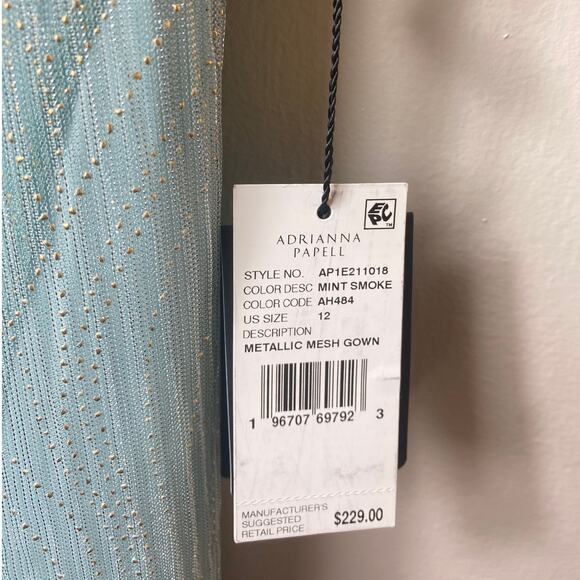 EPC™
ADRIANNA
PAPELL
STYLE NO. AP1E211018
COLOR DESC MINT SMOKE
COLOR CODE AH484
US SIZE 12
DESCRIPTION
METALLIC MESH GOWN
1 96707 69792 3
MANUFACTURER'S
SUGGESTED
RETAIL PRICE $229.00